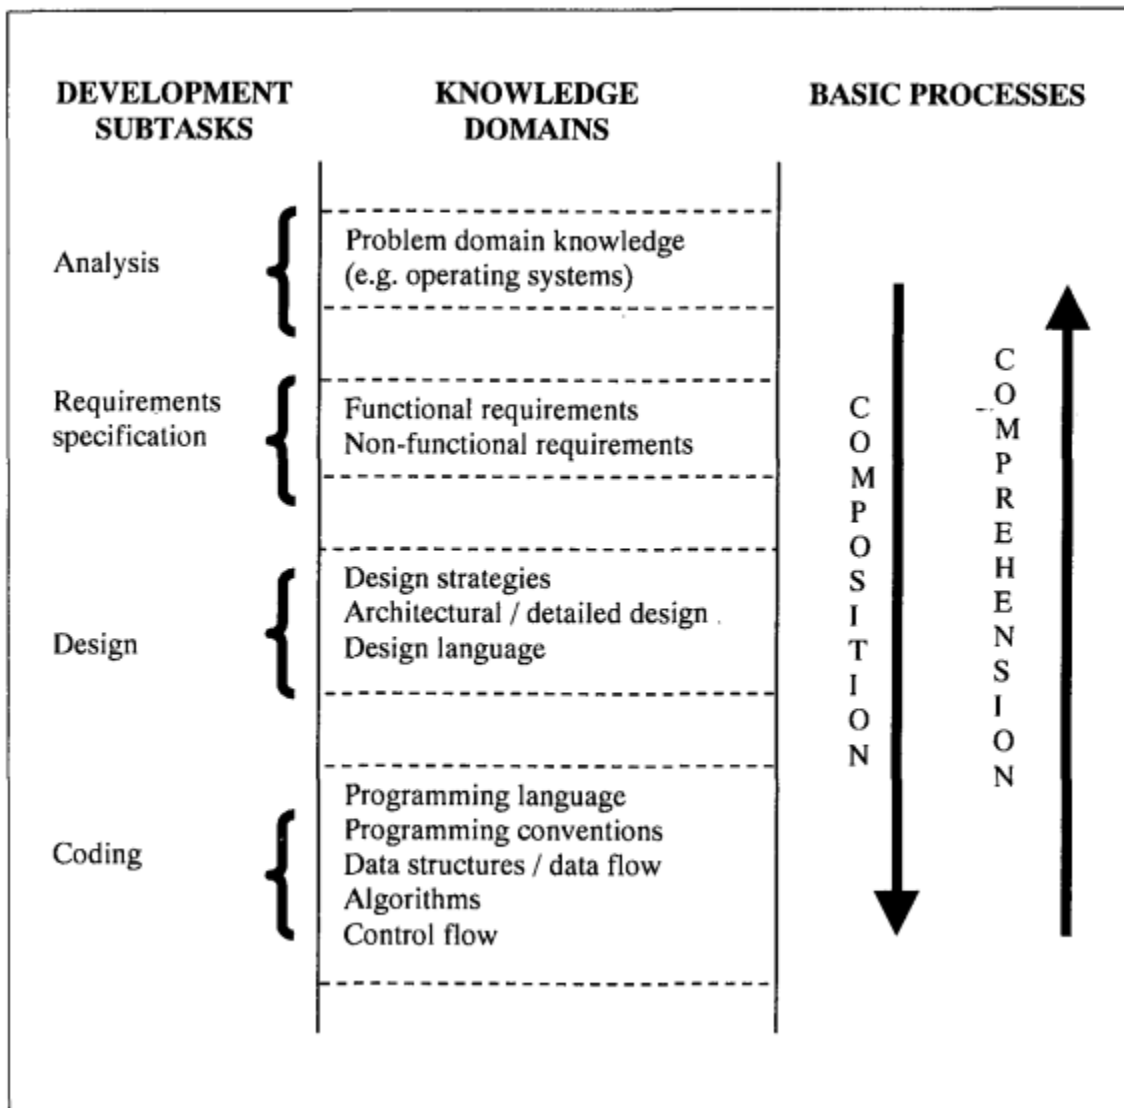 DEVELOPMENT
SUBTASKS
KNOWLEDGE
DOMAINS
BASIC PROCESSES
Analysis
Problem domain knowledge
(e.g. operating systems)
Requirements
specification
Functional requirements
Non-functional requirements
Design
Design strategies
Architectural / detailed design
Design language
Coding
Programming language
Programming conventions
Data structures / data flow
Algorithms
Control flow
COMPOSITION
COMPREHENSION